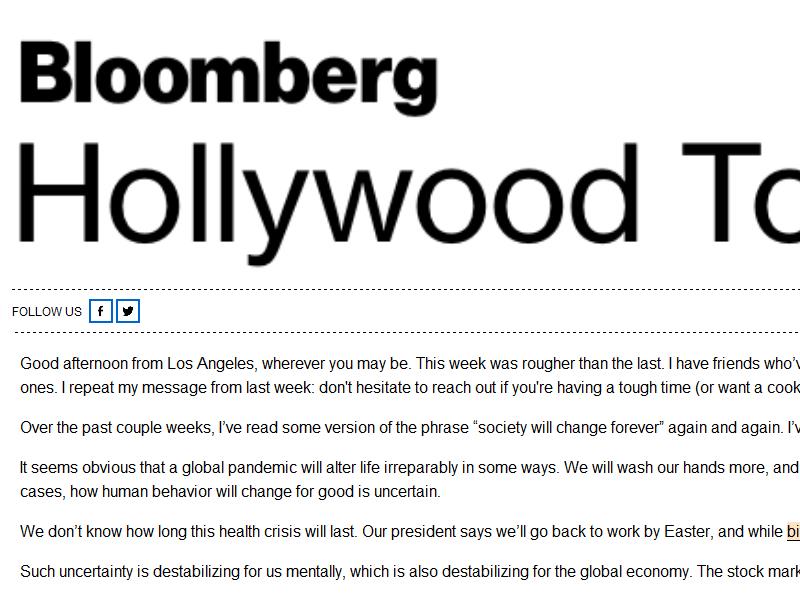 Bloomberg
Hollywood To
FOLLOW US
Good afternoon from Los Angeles, wherever you may be. This week was rougher than the last. I have friends who’v
ones. I repeat my message from last week: don't hesitate to reach out if you're having a tough time (or want a cook
Over the past couple weeks, I’ve read some version of the phrase “society will change forever” again and again. I’v
It seems obvious that a global pandemic will alter life irreparably in some ways. We will wash our hands more, and
cases, how human behavior will change for good is uncertain.
We don’t know how long this health crisis will last. Our president says we’ll go back to work by Easter, and while bi
Such uncertainty is destabilizing for us mentally, which is also destabilizing for the global economy. The stock mark